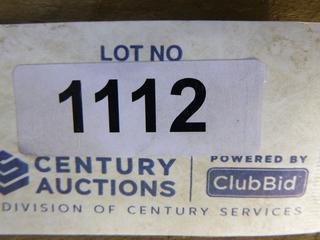 LOT NO
1112
CENTURY AUCTIONS
POWERED BY
ClubBid
DIVISION OF CENTURY SERVICES